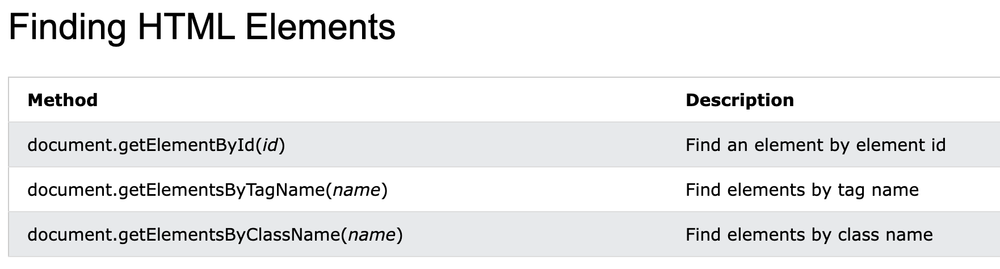 Finding HTML Elements
Method Description
document.getElementById(id) Find an element by element id
document.getElementsByTagName(name) Find elements by tag name
document.getElementsByClassName(name) Find elements by class name